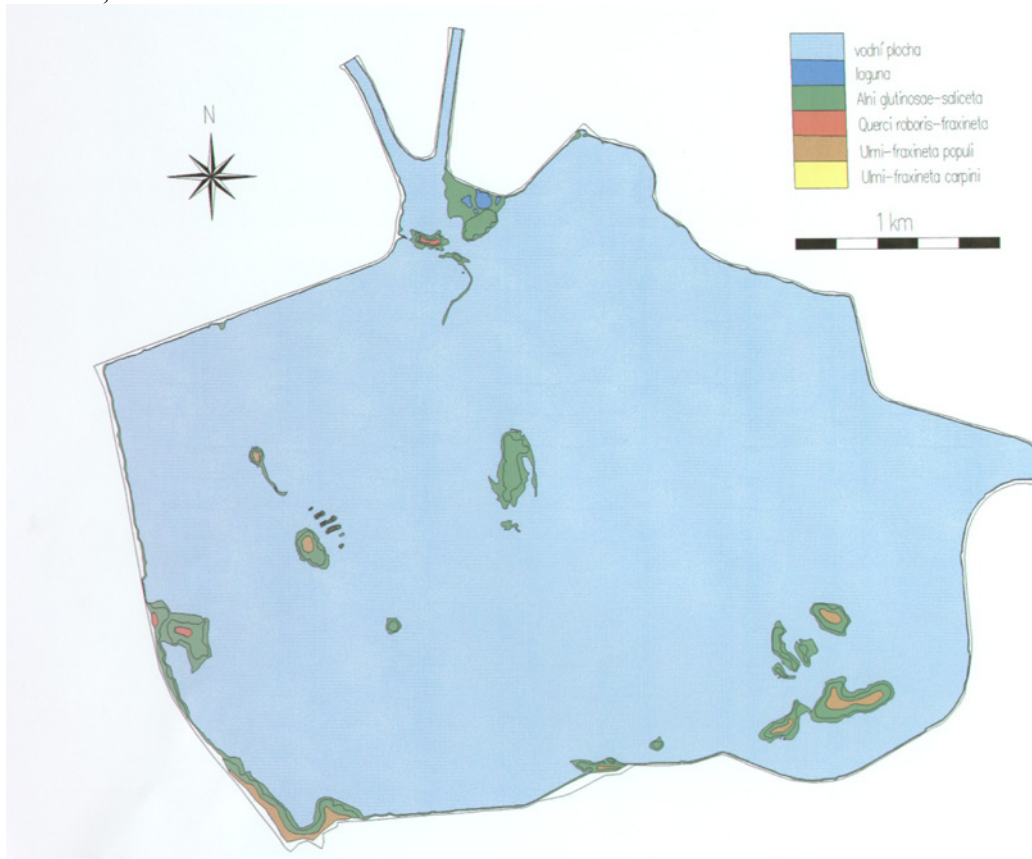 N
vodní plocha
laguna
Alni glutinosae-saliceta
Querci roboris-fraxineta
Ulmi-fraxineta populi
Ulmi-fraxineta carpini
1 km